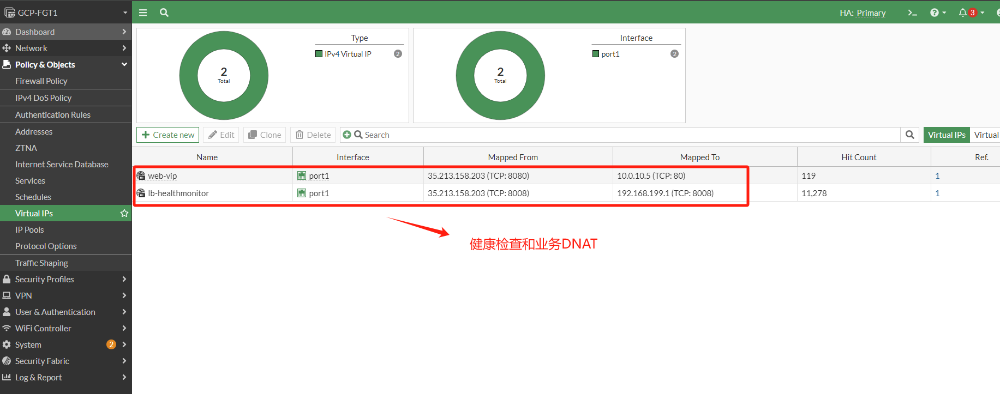 GCP-FGT1
HA: Primary
3
Dashboard
Network
Policy & Objects
Firewall Policy
IPv4 DoS Policy
Authentication Rules
Addresses
ZTNA
Internet Service Database
Services
Schedules
Virtual IPs
IP Pools
Protocol Options
Traffic Shaping
Security Profiles
VPN
User & Authentication
WiFi Controller
System 2
Security Fabric
Log & Report
2
Total
Type
IPv4 Virtual IP 2
2
Total
Interface
port1 2
Create new Edit Clone Delete Search Virtual IPs Virtual
Name Interface Mapped From Mapped To Hit Count Ref.
web-vip port1 35.213.158.203 (TCP: 8080) 10.0.10.5 (TCP: 80) 119 1
lb-healthmonitor port1 35.213.158.203 (TCP: 8008) 192.168.199.1 (TCP: 8008) 11,278 1
健康检查和业务DNAT